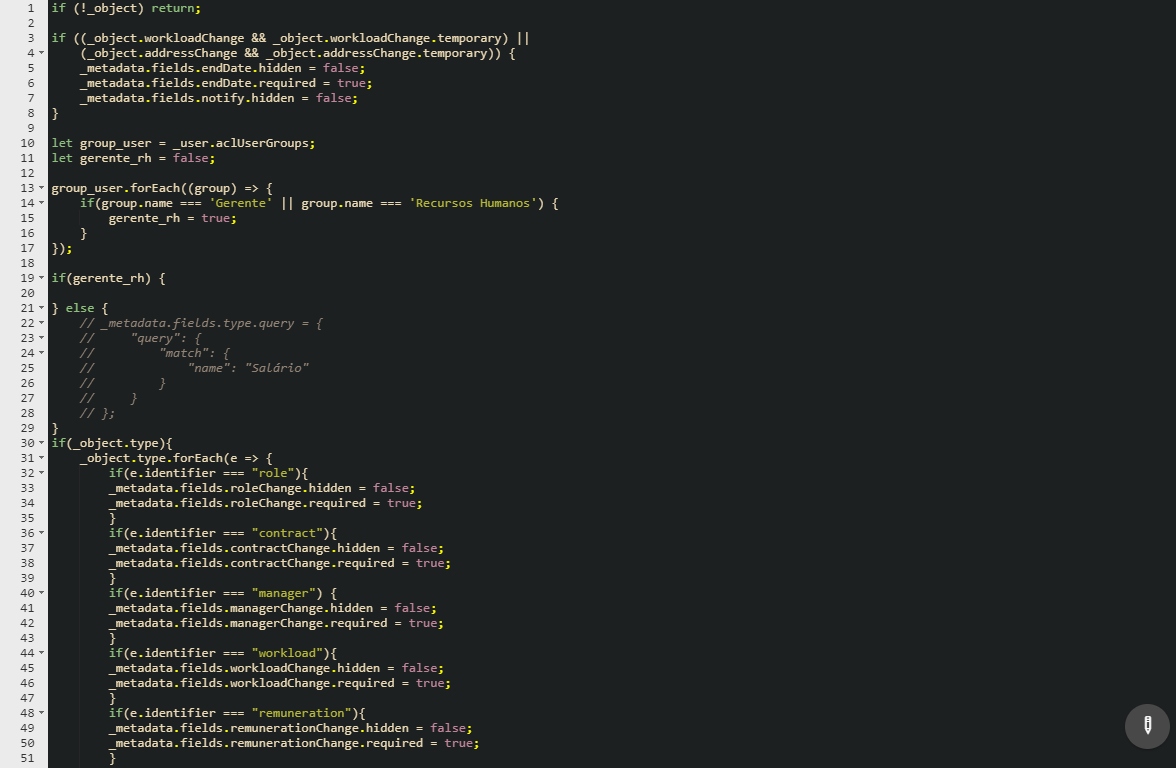 1 if (!_object) return;
2
3 if ((_object.workloadChange && _object.workloadChange.temporary) ||
4     (_object.addressChange && _object.addressChange.temporary)) {
5     _metadata.fields.endDate.hidden = false;
6     _metadata.fields.endDate.required = true;
7     _metadata.fields.notify.hidden = false;
8 }
9
10 let group_user = _user.aclUserGroups;
11 let gerente_rh = false;
12
13 group_user.forEach((group) => {
14     if(group.name === 'Gerente' || group.name === 'Recursos Humanos') {
15         gerente_rh = true;
16     }
17 });
18
19 if(gerente_rh) {
20
21 } else {
22     // _metadata.fields.type.query = {
23     //     "query": {
24     //         "match": {
25     //             "name": "Salário"
26     //         }
27     //     }
28     // };
29 }
30 if(_object.type){
31     _object.type.forEach(e => {
32         if(e.identifier === "role"){
33         _metadata.fields.roleChange.hidden = false;
34         _metadata.fields.roleChange.required = true;
35         }
36         if(e.identifier === "contract"){
37         _metadata.fields.contractChange.hidden = false;
38         _metadata.fields.contractChange.required = true;
39         }
40         if(e.identifier === "manager") {
41         _metadata.fields.managerChange.hidden = false;
42         _metadata.fields.managerChange.required = true;
43         }
44         if(e.identifier === "workload"){
45         _metadata.fields.workloadChange.hidden = false;
46         _metadata.fields.workloadChange.required = true;
47         }
48         if(e.identifier === "remuneration"){
49         _metadata.fields.remunerationChange.hidden = false;
50         _metadata.fields.remunerationChange.required = true;
51         }